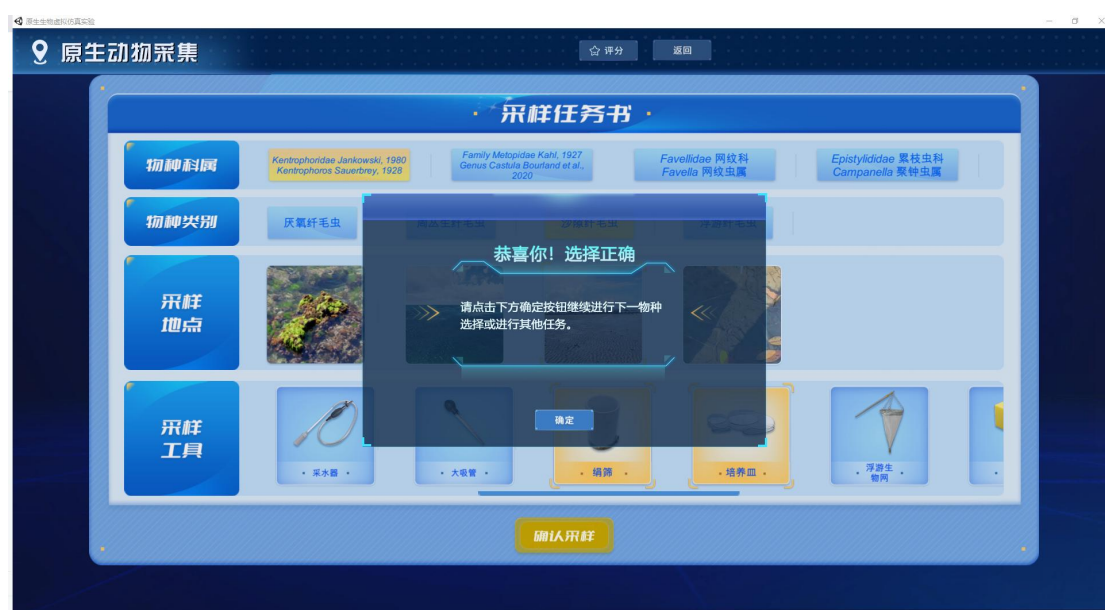 原生生物虚拟仿真实验
原生动物采集
评分
返回
· 采样任务书 ·
物种科属
Kentrophoridae Jankowski, 1980
Kentrophoros Sauerbrey, 1928
Family Metopidae Kahl, 1927
Genus Castula Bourland et al.,
2020
Favellidae 网纹科
Favella 网纹虫属
Epistylididae 累枝虫科
Campanella 聚钟虫属
物种类别
厌氧纤毛虫
浮游纤毛虫
恭喜你！选择正确
请点击下方确定按钮继续进行下一物种
选择或进行其他任务。
确定
采样
地点
采样
工具
· 采水器 ·
· 大吸管 ·
· 绢筛 ·
· 培养皿 ·
· 浮游生
物网 ·
确认采样